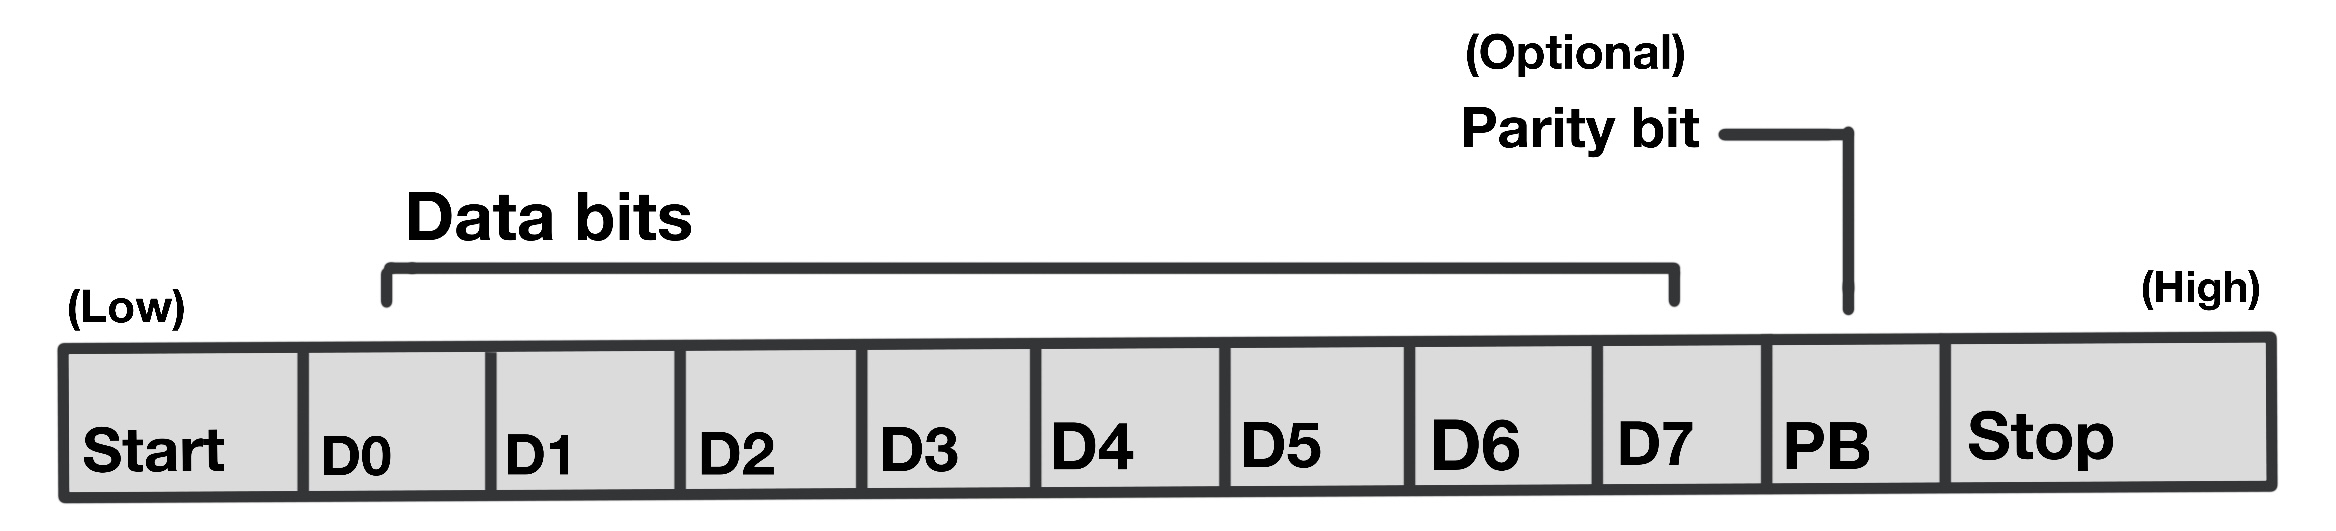 (Optional)
Parity bit
Data bits
(Low)
(High)
Start D0 D1 D2 D3 D4 D5 D6 D7 PB Stop